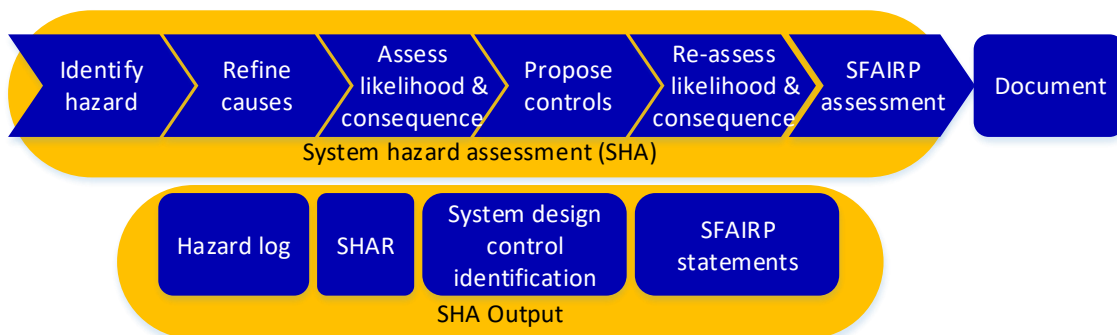 Identify
hazard
Refine
causes
Assess
likelihood &
consequence
Propose
controls
Re-assess
likelihood &
consequence
SFAIRP
assessment
Document
System hazard assessment (SHA)
Hazard log
SHAR
System design
control
identification
SFAIRP
statements
SHA Output